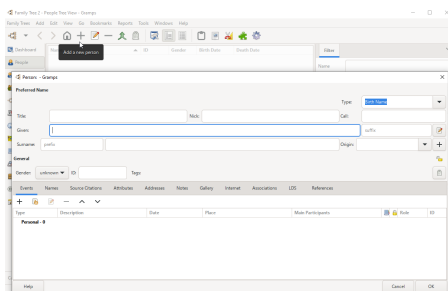 Family Tree 2 - People Tree View - Gramps
Family Trees Add Edit View Go Bookmarks Reports Tools Windows Help
Dashboard
ID Gender Birth Date Death Date
Filter
People
Add a new person
Name
Person: - Gramps
Preferred Name
Type: Birth Name
Title: Nick: Call:
Given: suffix
Surname: prefix Origin:
General
Gender: unknown ID: Tags:
Events Names Source Citations Attributes Addresses Notes Gallery Internet Associations LDS References
Type Description Date Place Main Participants Role ID
Personal - 0
Help Cancel OK